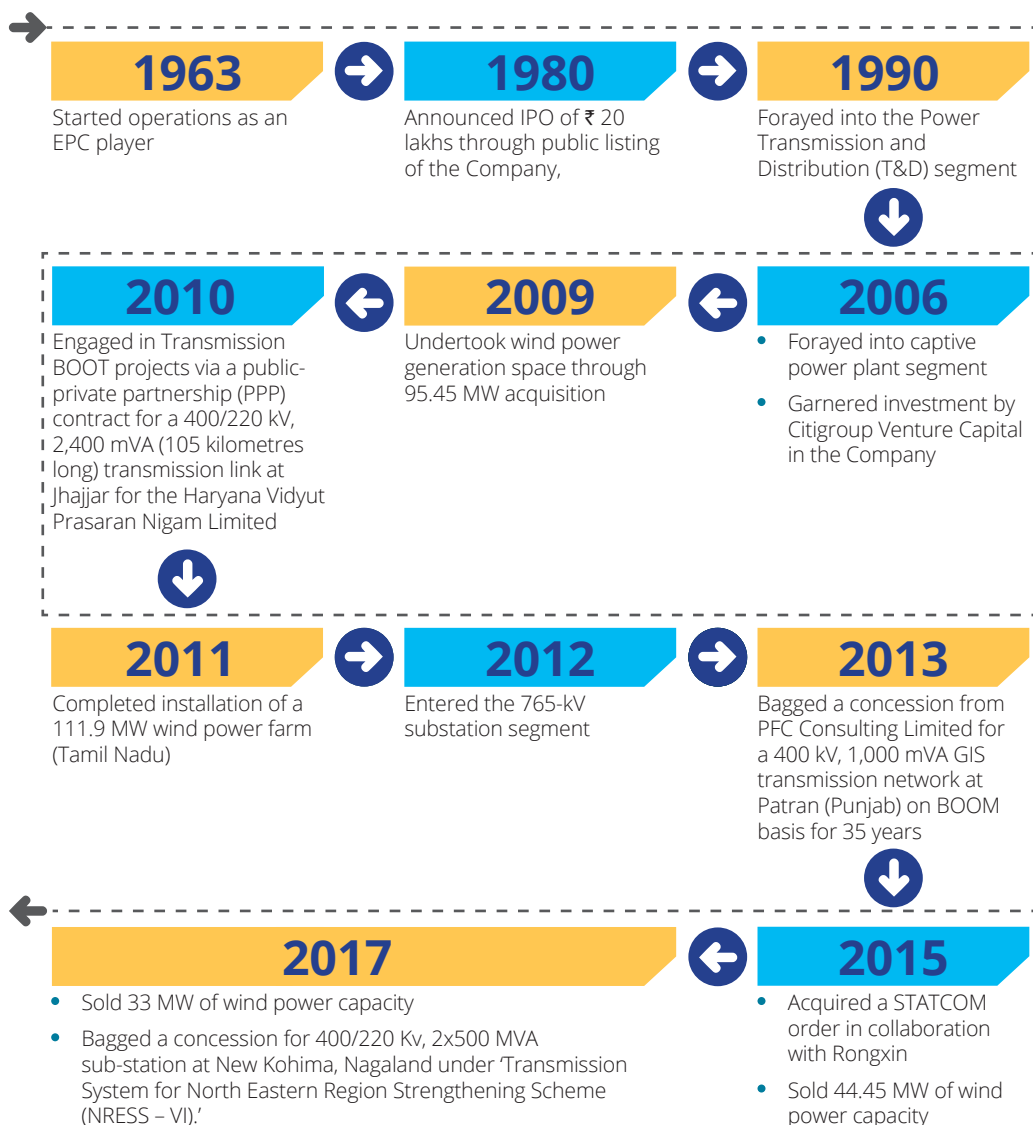 1963
Started operations as an
EPC player
1980
Announced IPO of ₹ 20
lakhs through public listing
of the Company,
1990
Forayed into the Power
Transmission and
Distribution (T&D) segment
2006
• Forayed into captive
power plant segment
• Garnered investment by
Citigroup Venture Capital
in the Company
2009
Undertook wind power
generation space through
95.45 MW acquisition
2010
Engaged in Transmission
BOOT projects via a public-
private partnership (PPP)
contract for a 400/220 kV,
2,400 mVA (105 kilometres
long) transmission link at
Jhajjar for the Haryana Vidyut
Prasaran Nigam Limited
2011
Completed installation of a
111.9 MW wind power farm
(Tamil Nadu)
2012
Entered the 765-kV
substation segment
2013
Bagged a concession from
PFC Consulting Limited for
a 400 kV, 1,000 mVA GIS
transmission network at
Patran (Punjab) on BOOM
basis for 35 years
2015
• Acquired a STATCOM
order in collaboration
with Rongxin
• Sold 44.45 MW of wind
power capacity
2017
• Sold 33 MW of wind power capacity
• Bagged a concession for 400/220 Kv, 2x500 MVA
sub-station at New Kohima, Nagaland under ‘Transmission
System for North Eastern Region Strengthening Scheme
(NRESS – VI).’